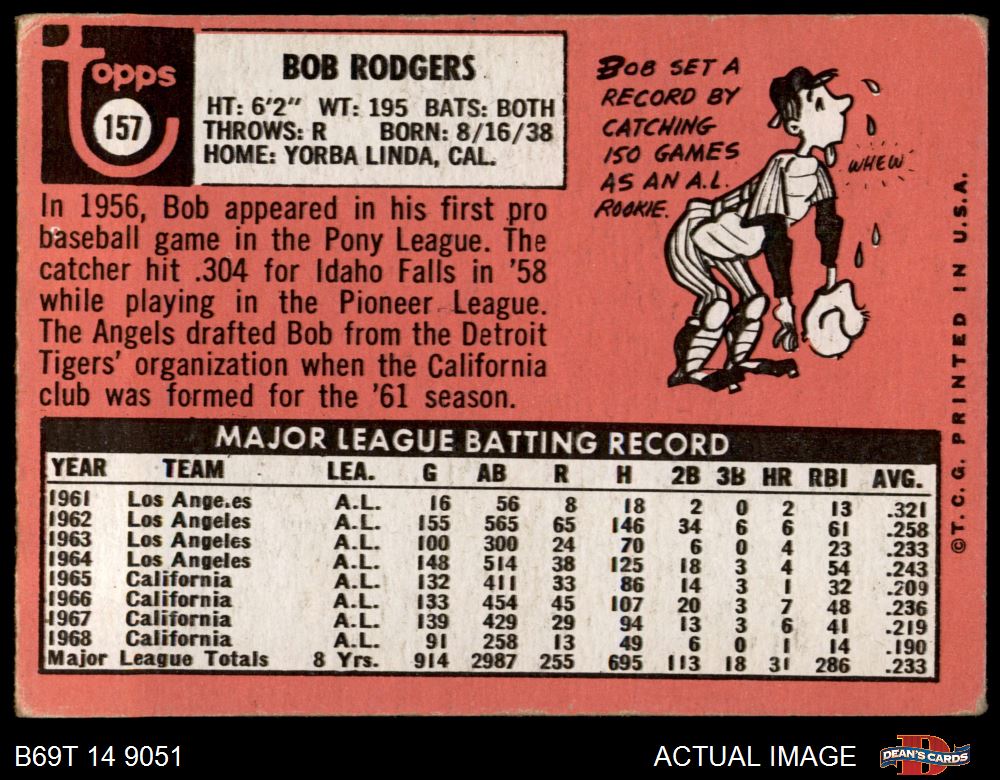 Topps
157
BOB RODGERS
HT: 6'2" WT: 195 BATS: BOTH
THROWS: R BORN: 8/16/38
HOME: YORBA LINDA, CAL.
In 1956, Bob appeared in his first pro
baseball game in the Pony League. The
catcher hit .304 for Idaho Falls in '58
while playing in the Pioneer League.
The Angels drafted Bob from the Detroit
Tigers' organization when the California
club was formed for the '61 season.
BOB SET A
RECORD BY
CATCHING
150 GAMES
AS AN A.L.
ROOKIE.
WHEW
©T. C. G. PRINTED IN U.S.A.
MAJOR LEAGUE BATTING RECORD
YEAR TEAM LEA. G AB R H 2B 3B HR RBI AVG.
1961 Los Ange.es A.L. 16 56 8 18 2 0 2 13 .321
1962 Los Angeles A.L. 155 565 65 146 34 6 6 61 .258
1963 Los Angeles A.L. 100 300 24 70 6 0 4 23 .233
1964 Los Angeles A.L. 148 514 38 125 18 3 4 54 .243
1965 California A.L. 132 411 33 86 14 3 1 32 .209
1966 California A.L. 133 454 45 107 20 3 7 48 .236
1967 California A.L. 139 429 29 94 13 3 6 41 .219
1968 California A.L. 91 258 13 49 6 0 1 14 .190
Major League Totals 8 Yrs. 914 2987 255 695 113 18 31 286 .233
B69T 14 9051
ACTUAL IMAGE
DEAN'S CARDS